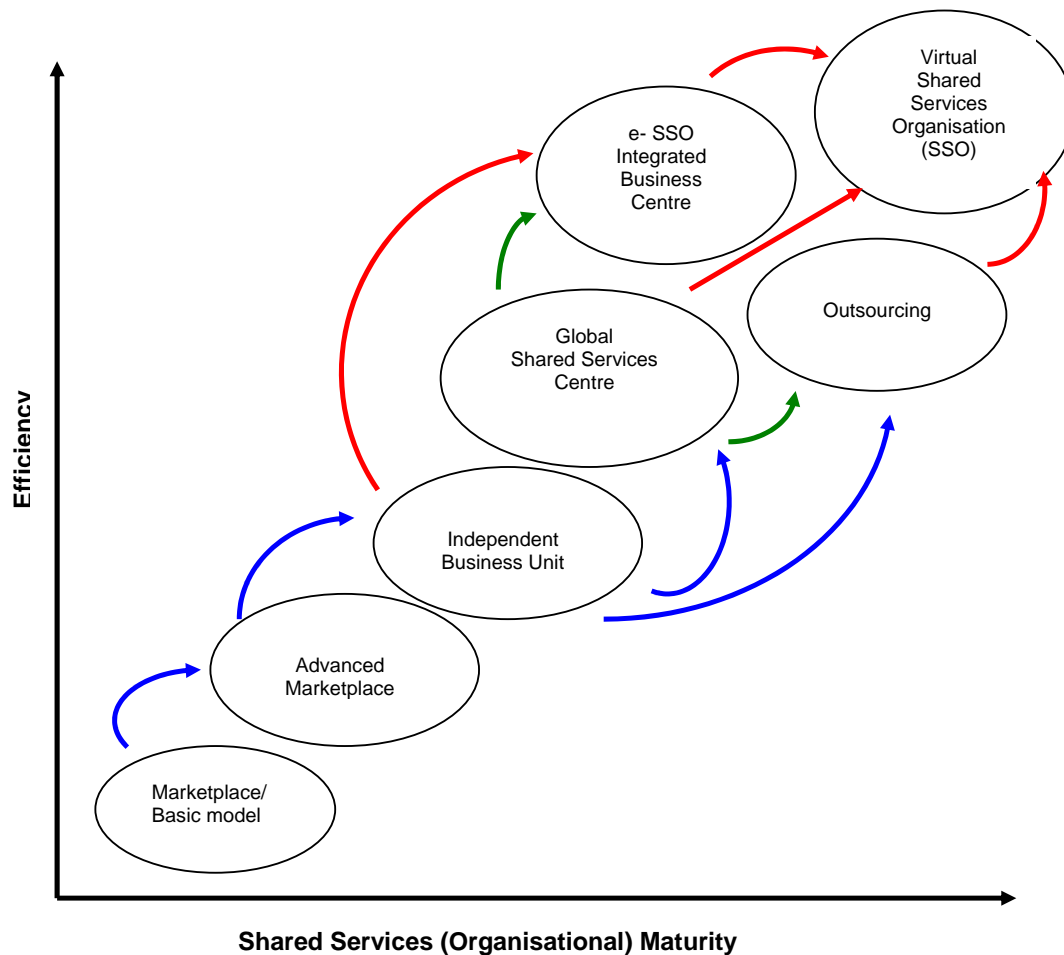 Virtual
Shared
Services
Organisation
(SSO)
e- SSO
Integrated
Business
Centre
Outsourcing
Global
Shared Services
Centre
Efficiency
Independent
Business Unit
Advanced
Marketplace
Marketplace/
Basic model
Shared Services (Organisational) Maturity